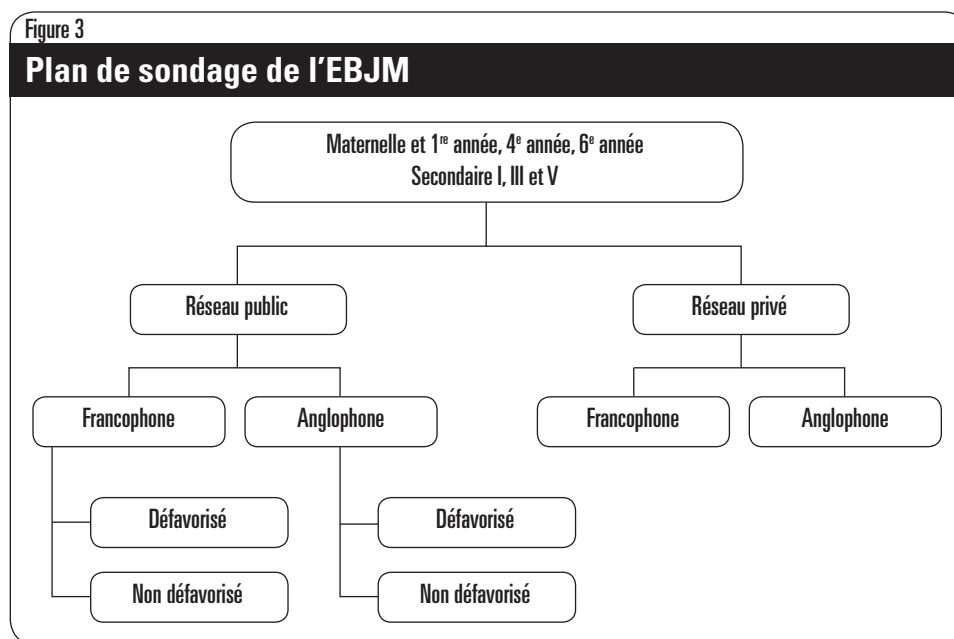 Figure 3
Plan de sondage de l'EBJM
Maternelle et 1re année, 4e année, 6e année
Secondaire I, III et V
Réseau public
Réseau privé
Francophone
Anglophone
Francophone
Anglophone
Défavorisé
Défavorisé
Non défavorisé
Non défavorisé